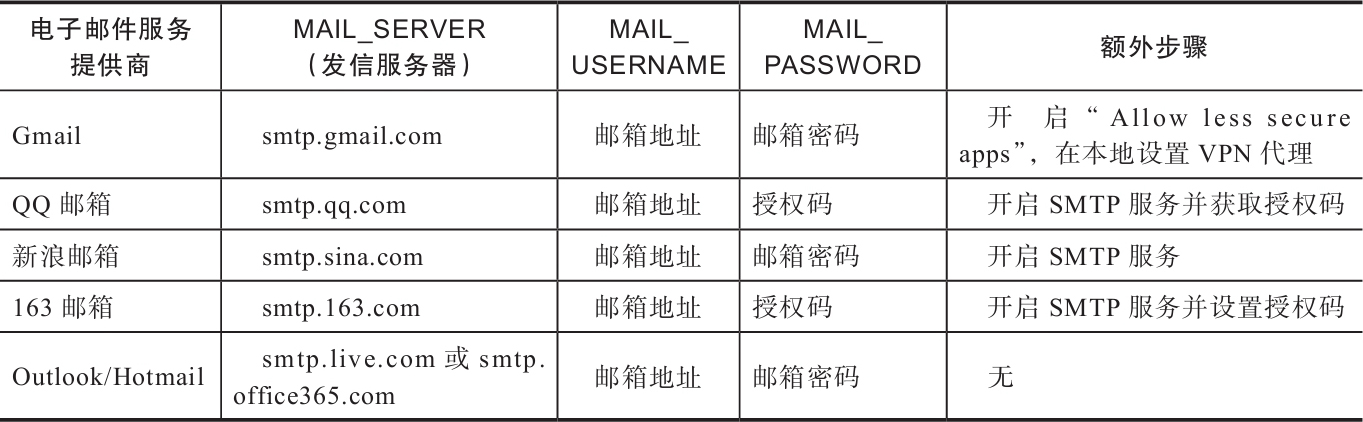 电子邮件服务
提供商
MAIL_SERVER
（发信服务器）
MAIL_
USERNAME
MAIL_
PASSWORD
额外步骤
Gmail
smtp.gmail.com
邮箱地址
邮箱密码
开 启 “ Allow less secure
apps”，在本地设置 VPN 代理
QQ 邮箱
smtp.qq.com
邮箱地址
授权码
开启 SMTP 服务并获取授权码
新浪邮箱
smtp.sina.com
邮箱地址
邮箱密码
开启 SMTP 服务
163 邮箱
smtp.163.com
邮箱地址
授权码
开启 SMTP 服务并设置授权码
Outlook/Hotmail
smtp.live.com 或 smtp.
office365.com
邮箱地址
邮箱密码
无